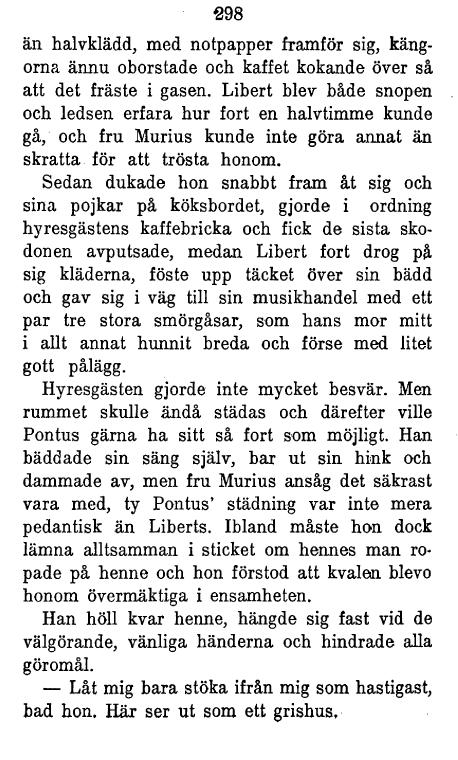 298
än halvklädd, med notpapper framför sig, käng-
orna ännu oborstade och kaffet kokande över så
att det fräste i gasen. Libert blev både snopen
och ledsen erfara hur fort en halvtimme kunde
gå, och fru Murius kunde inte göra annat än
skratta för att trösta honom.
Sedan dukade hon snabbt fram åt sig och
sina pojkar på köksbordet, gjorde i ordning
hyresgästens kaffebricka och fick de sista sko-
donen avputsade, medan Libert fort drog på
sig kläderna, föste upp täcket över sin bädd
och gav sig i väg till sin musikhandel med ett
par tre stora smörgåsar, som hans mor mitt
i allt annat hunnit breda och förse med litet
gott pålägg.
Hyresgästen gjorde inte mycket besvär. Men
rummet skulle ändå städas och därefter ville
Pontus gärna ha sitt så fort som möjligt. Han
bäddade sin säng själv, bar ut sin hink och
dammade av, men fru Murius ansåg det säkrast
vara med, ty Pontus' städning var inte mera
pedantisk än Liberts. Ibland måste hon dock
lämna alltsamman i sticket om hennes man ro-
pade på henne och hon förstod att kvalen blevo
honom övermäktiga i ensamheten.
Han höll kvar henne, hängde sig fast vid de
välgörande, vänliga händerna och hindrade alla
göromål.
— Låt mig bara stöka ifrån mig som hastigast,
bad hon. Här ser ut som ett grishus.